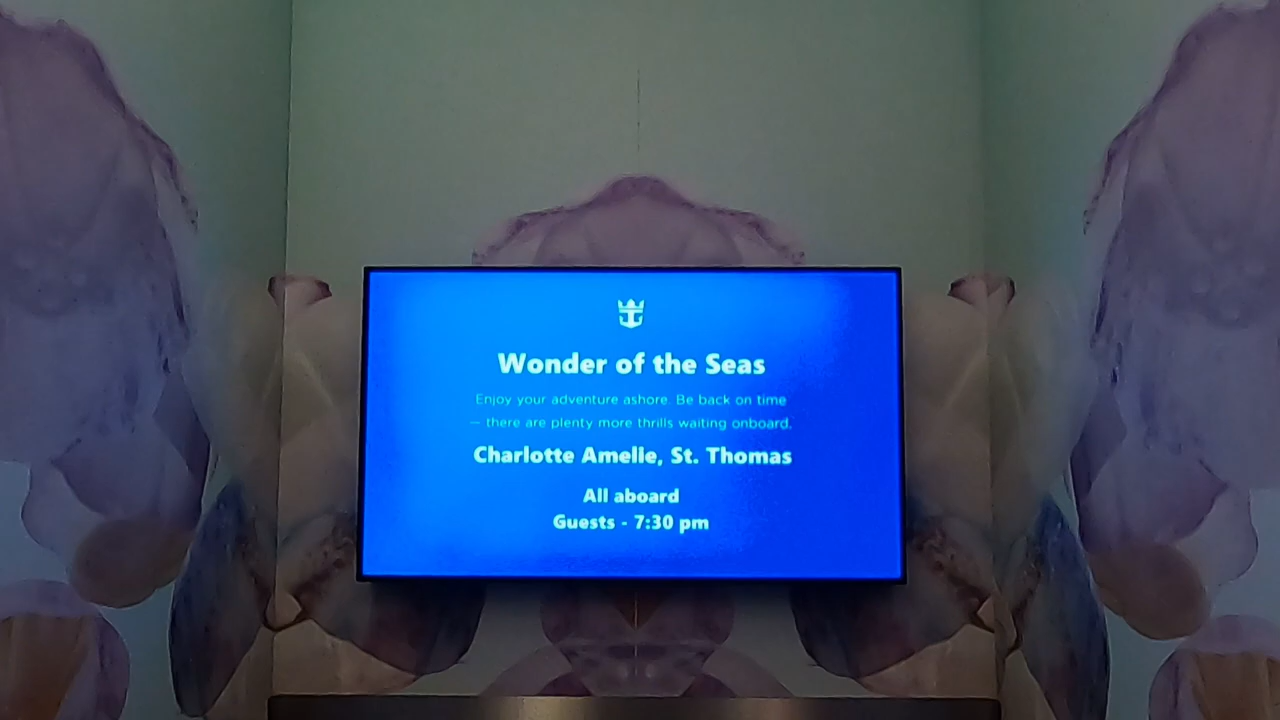 Wonder of the Seas
Enjoy your adventure ashore. Be back on time
– there are plenty more thrills waiting onboard.
Charlotte Amelie, St. Thomas
All aboard
Guests - 7:30 pm